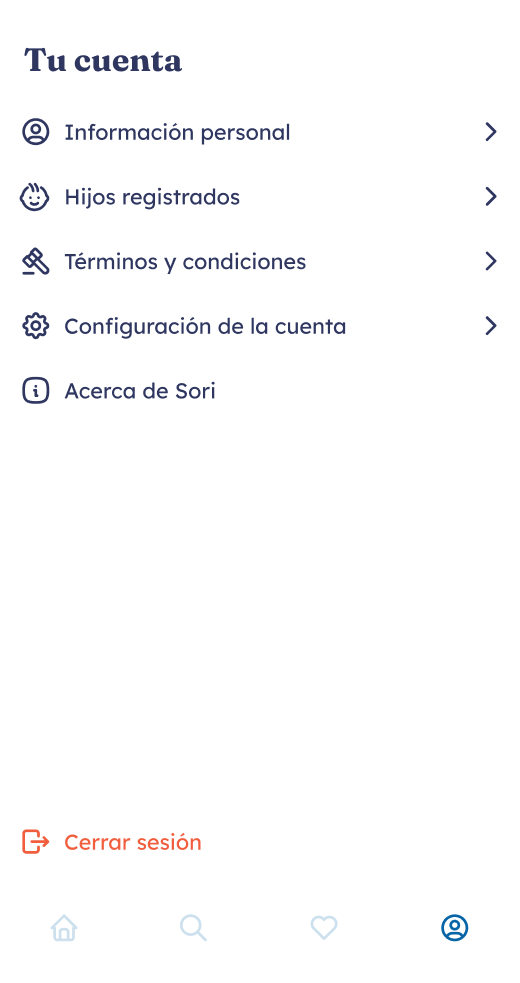 Tu cuenta
Información personal
Hijos registrados
Términos y condiciones
Configuración de la cuenta
Acerca de Sori
Cerrar sesión